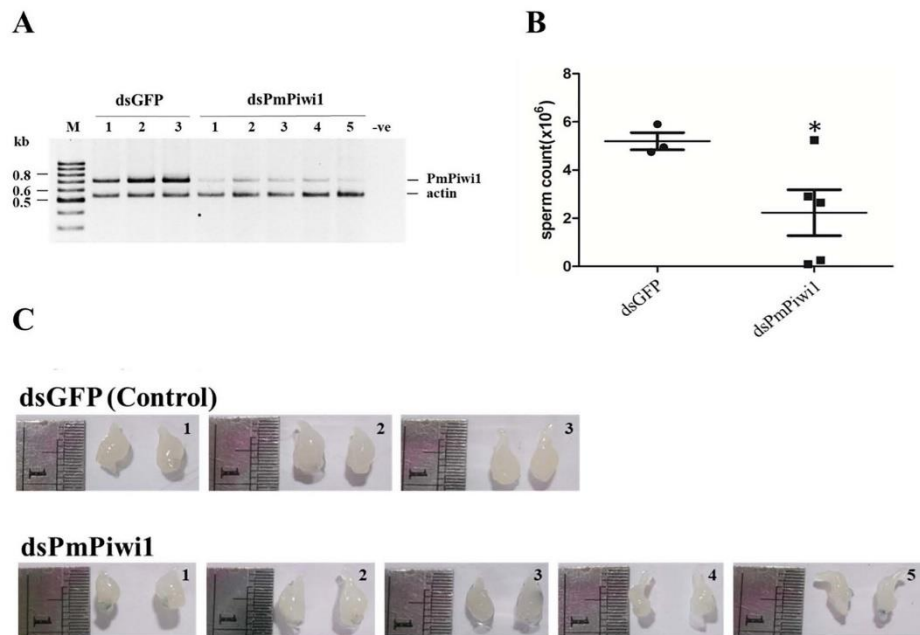 A
B
dsGFP
dsPmPiwi1
kb
M
1
2
3
1
2
3
4
5
-ve
0.8
0.6
0.5
PmPiwi1
actin
sperm count(x10⁶)
8
6
4
2
0
*
dsGFP
dsPmPiwi1
C
dsGFP (Control)
1
2
3
dsPmPiwi1
1
2
3
4
5